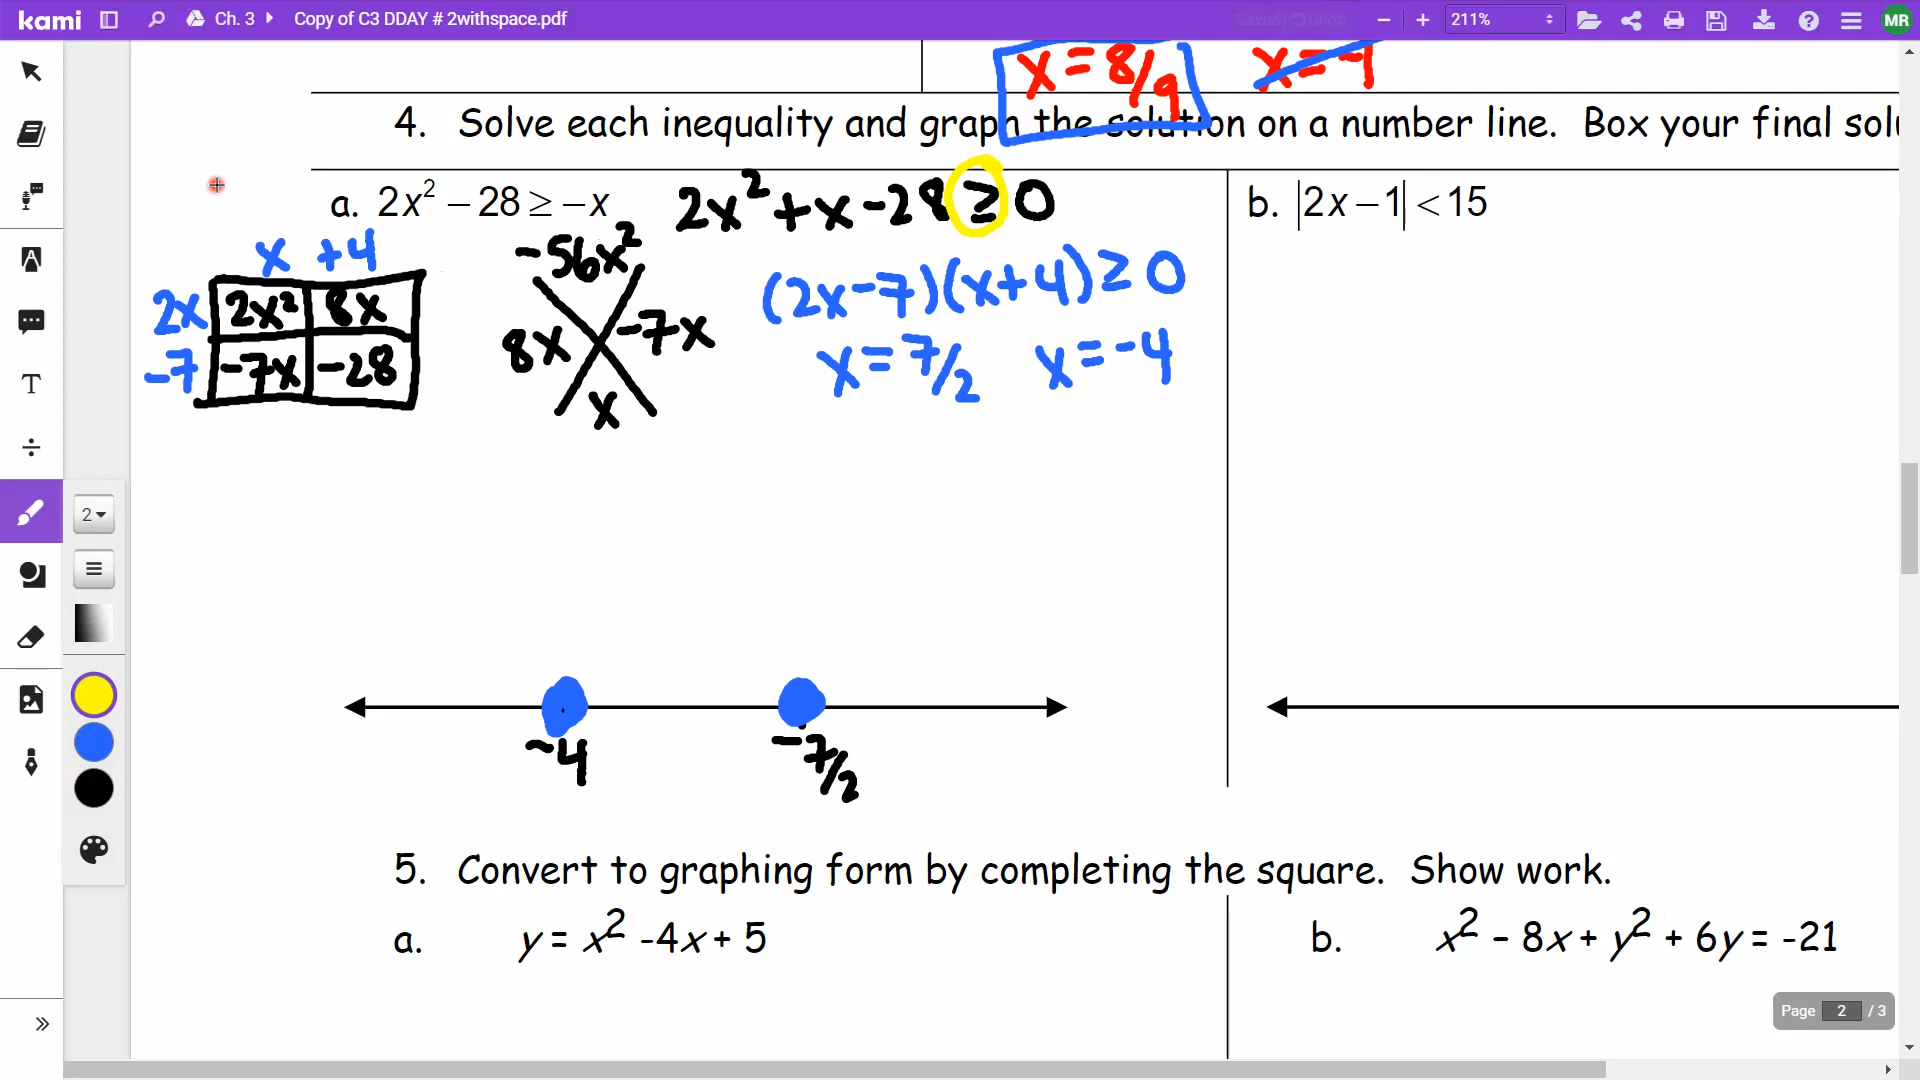 kami Ch. 3 Copy of C3 DDAY # 2withspace.pdf 211% MR
x = 8/9 x = -1
4. Solve each inequality and graph the solution on a number line. Box your final
a. 2x² − 28 ≥ −x 2x² + x - 28 ≥ 0 b. |2x − 1| < 15
x +4 -56x² (2x-7)(x+4) ≥ 0
2x 2x² 8x 8x -7x x = 7/2 x = -4
-7 -7x -28 x
-4 -7/2
5. Convert to graphing form by completing the square. Show work.
a. y = x² -4x + 5 b. x² – 8x + y² + 6y = -21
2
Page 2 / 3